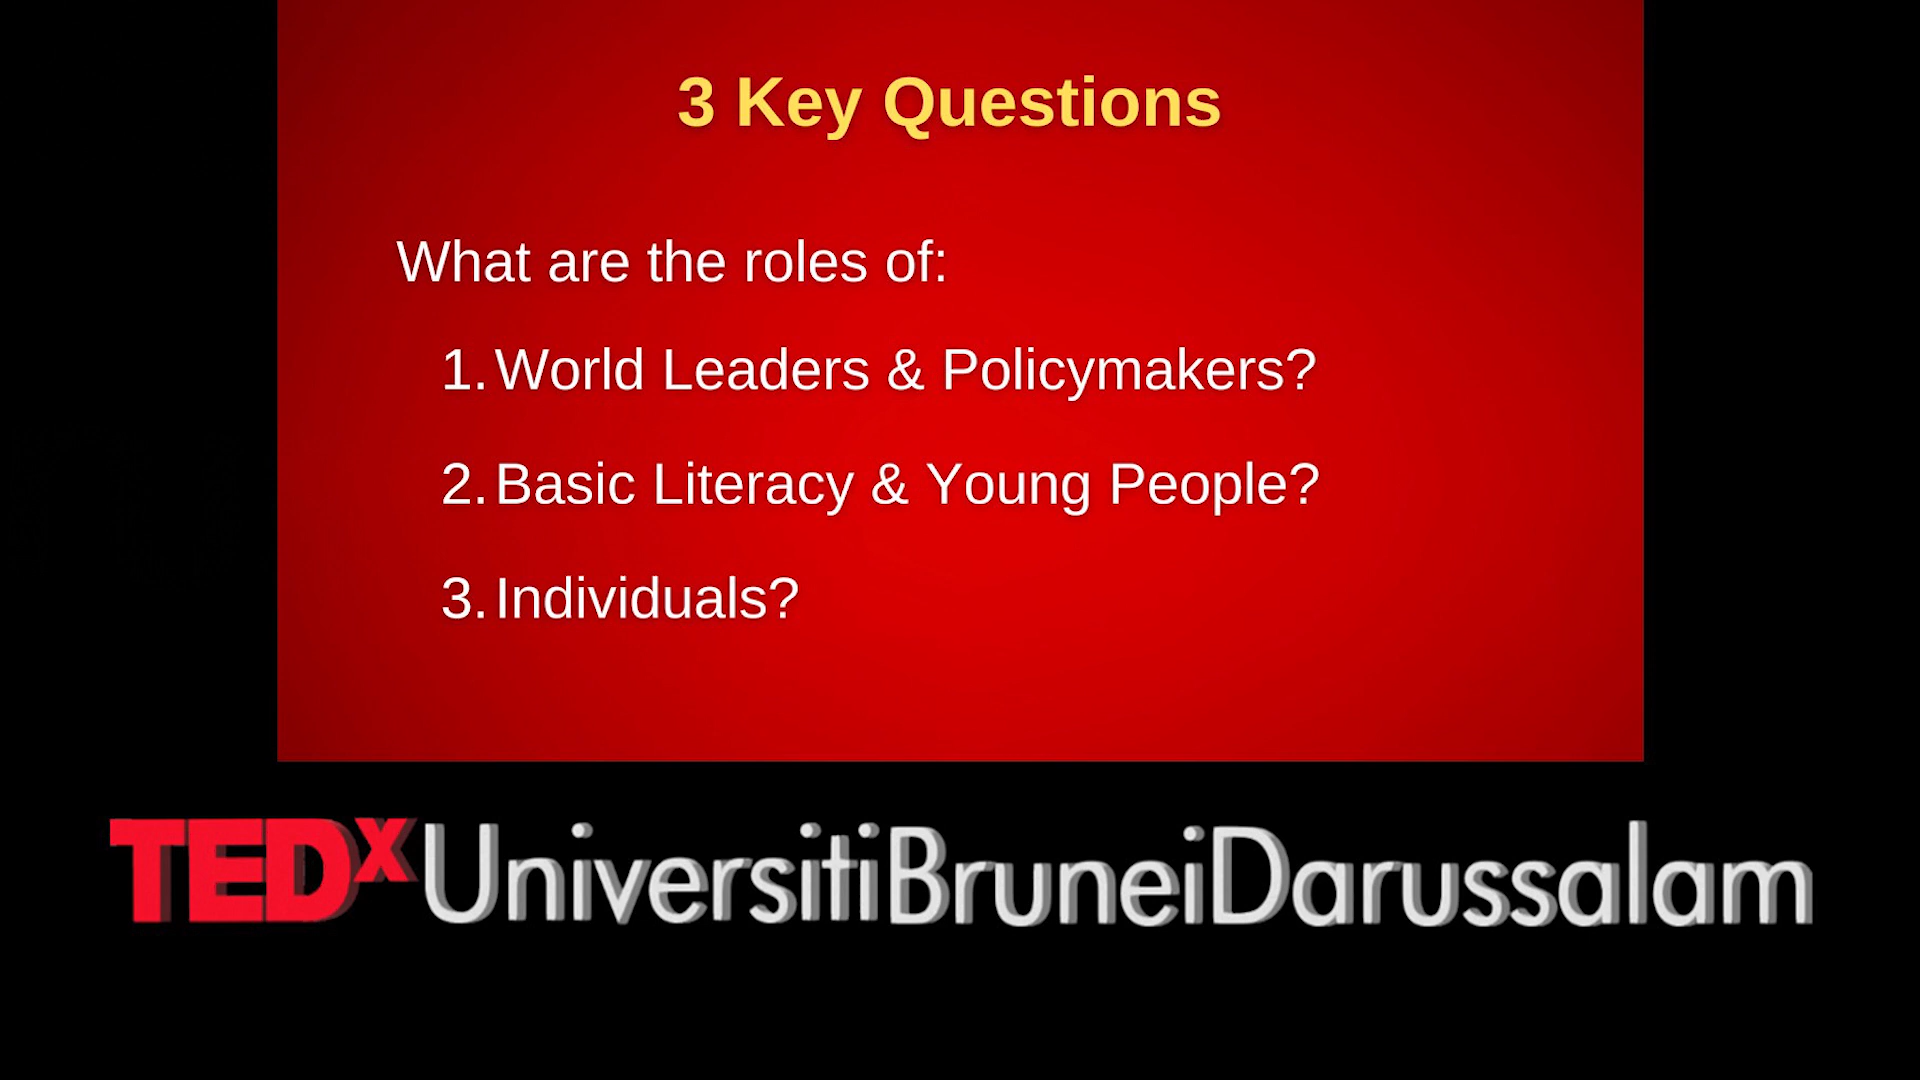 3 Key Questions
What are the roles of:
1. World Leaders & Policymakers?
2. Basic Literacy & Young People?
3. Individuals?
TEDxUniversitiBruneiDarussalam